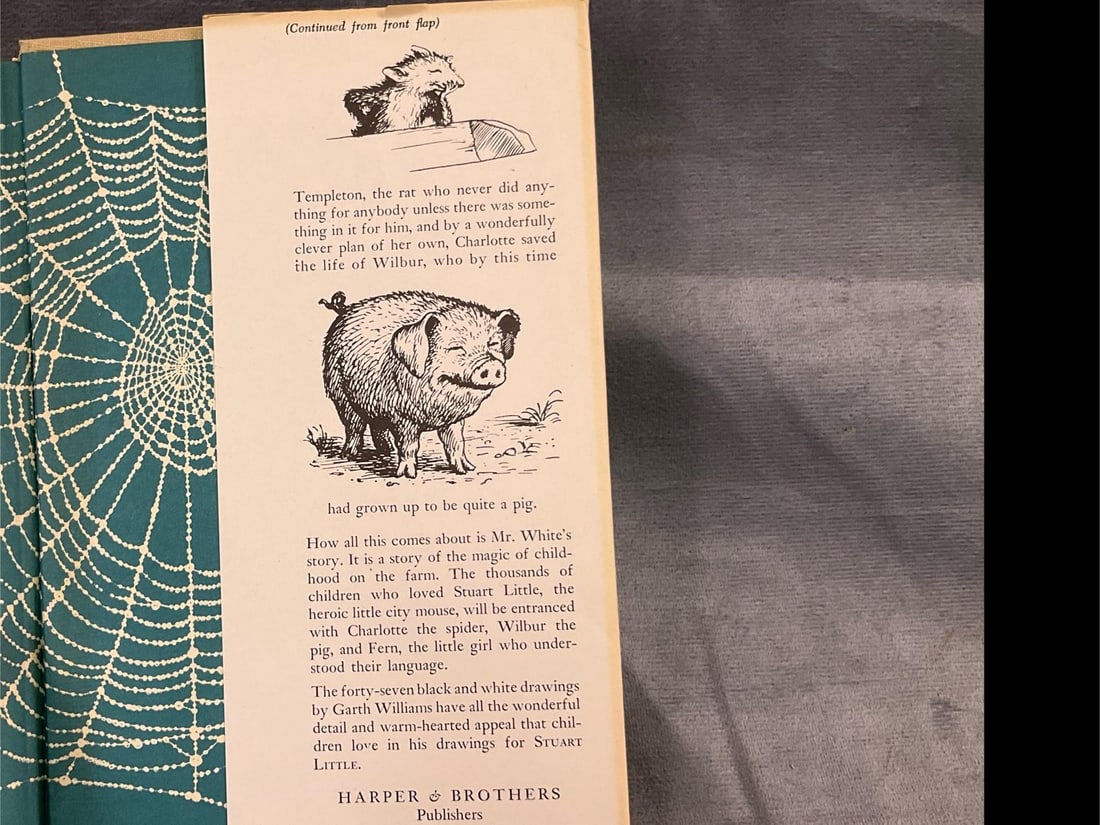 (Continued from front flap)
Templeton, the rat who never did any-
thing for anybody unless there was some-
thing in it for him, and by a wonderfully
clever plan of her own, Charlotte saved
the life of Wilbur, who by this time
had grown up to be quite a pig.
How all this comes about is Mr. White's
story. It is a story of the magic of child-
hood on the farm. The thousands of
children who loved Stuart Little, the
heroic little city mouse, will be entranced
with Charlotte the spider, Wilbur the
pig, and Fern, the little girl who under-
stood their language.
The forty-seven black and white drawings
by Garth Williams have all the wonderful
detail and warm-hearted appeal that chil-
dren love in his drawings for STUART
LITTLE.
HARPER & BROTHERS
Publishers